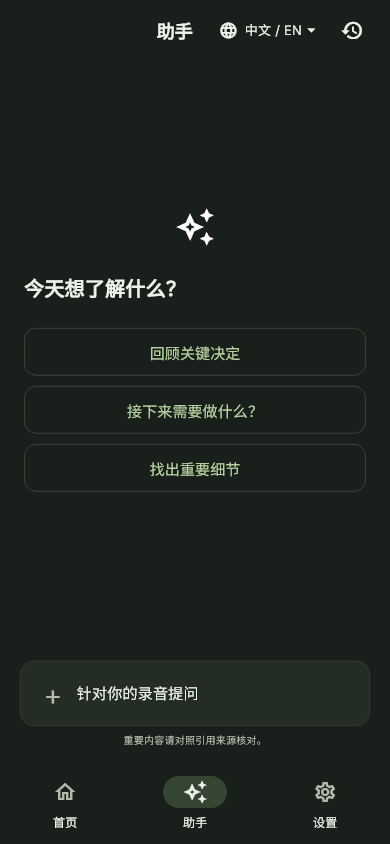 助手
中文 / EN
今天想了解什么？
回顾关键决定
接下来需要做什么？
找出重要细节
针对你的录音提问
重要内容请对照引用来源核对。
首页
助手
设置